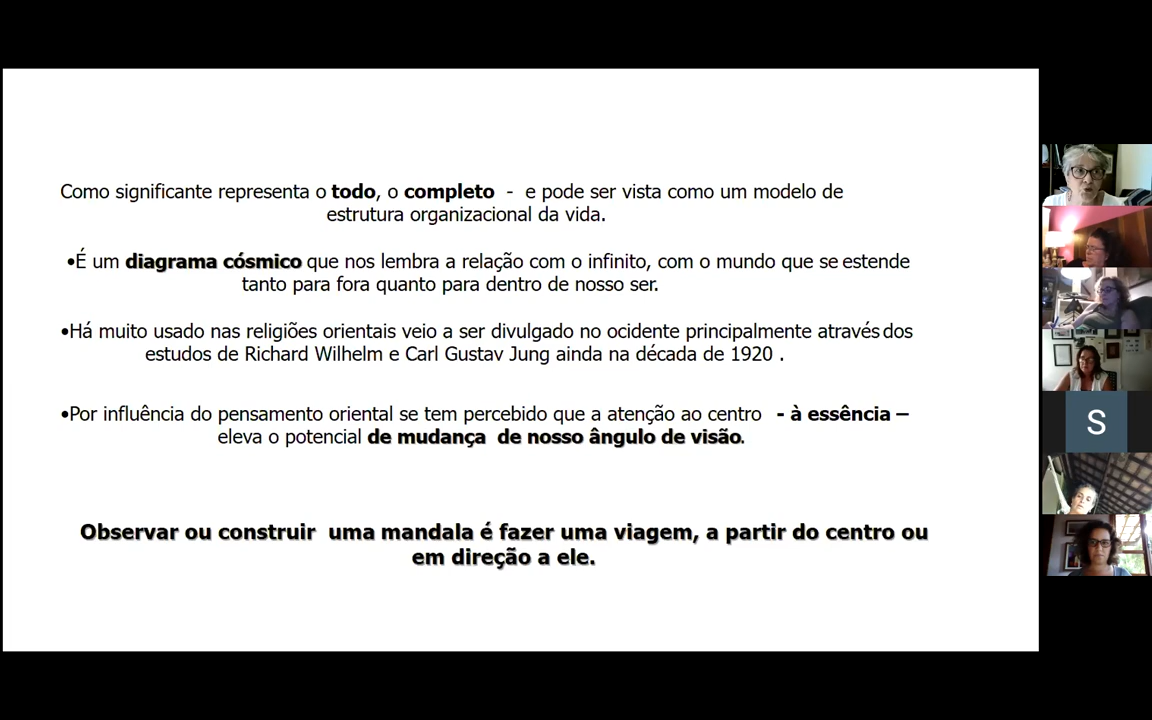 Como significante representa o todo, o completo - e pode ser vista como um modelo de
estrutura organizacional da vida.
•É um diagrama cósmico que nos lembra a relação com o infinito, com o mundo que se estende
tanto para fora quanto para dentro de nosso ser.
•Há muito usado nas religiões orientais veio a ser divulgado no ocidente principalmente através dos
estudos de Richard Wilhelm e Carl Gustav Jung ainda na década de 1920 .
•Por influência do pensamento oriental se tem percebido que a atenção ao centro - à essência –
eleva o potencial de mudança de nosso ângulo de visão.
Observar ou construir uma mandala é fazer uma viagem, a partir do centro ou
em direção a ele.
S